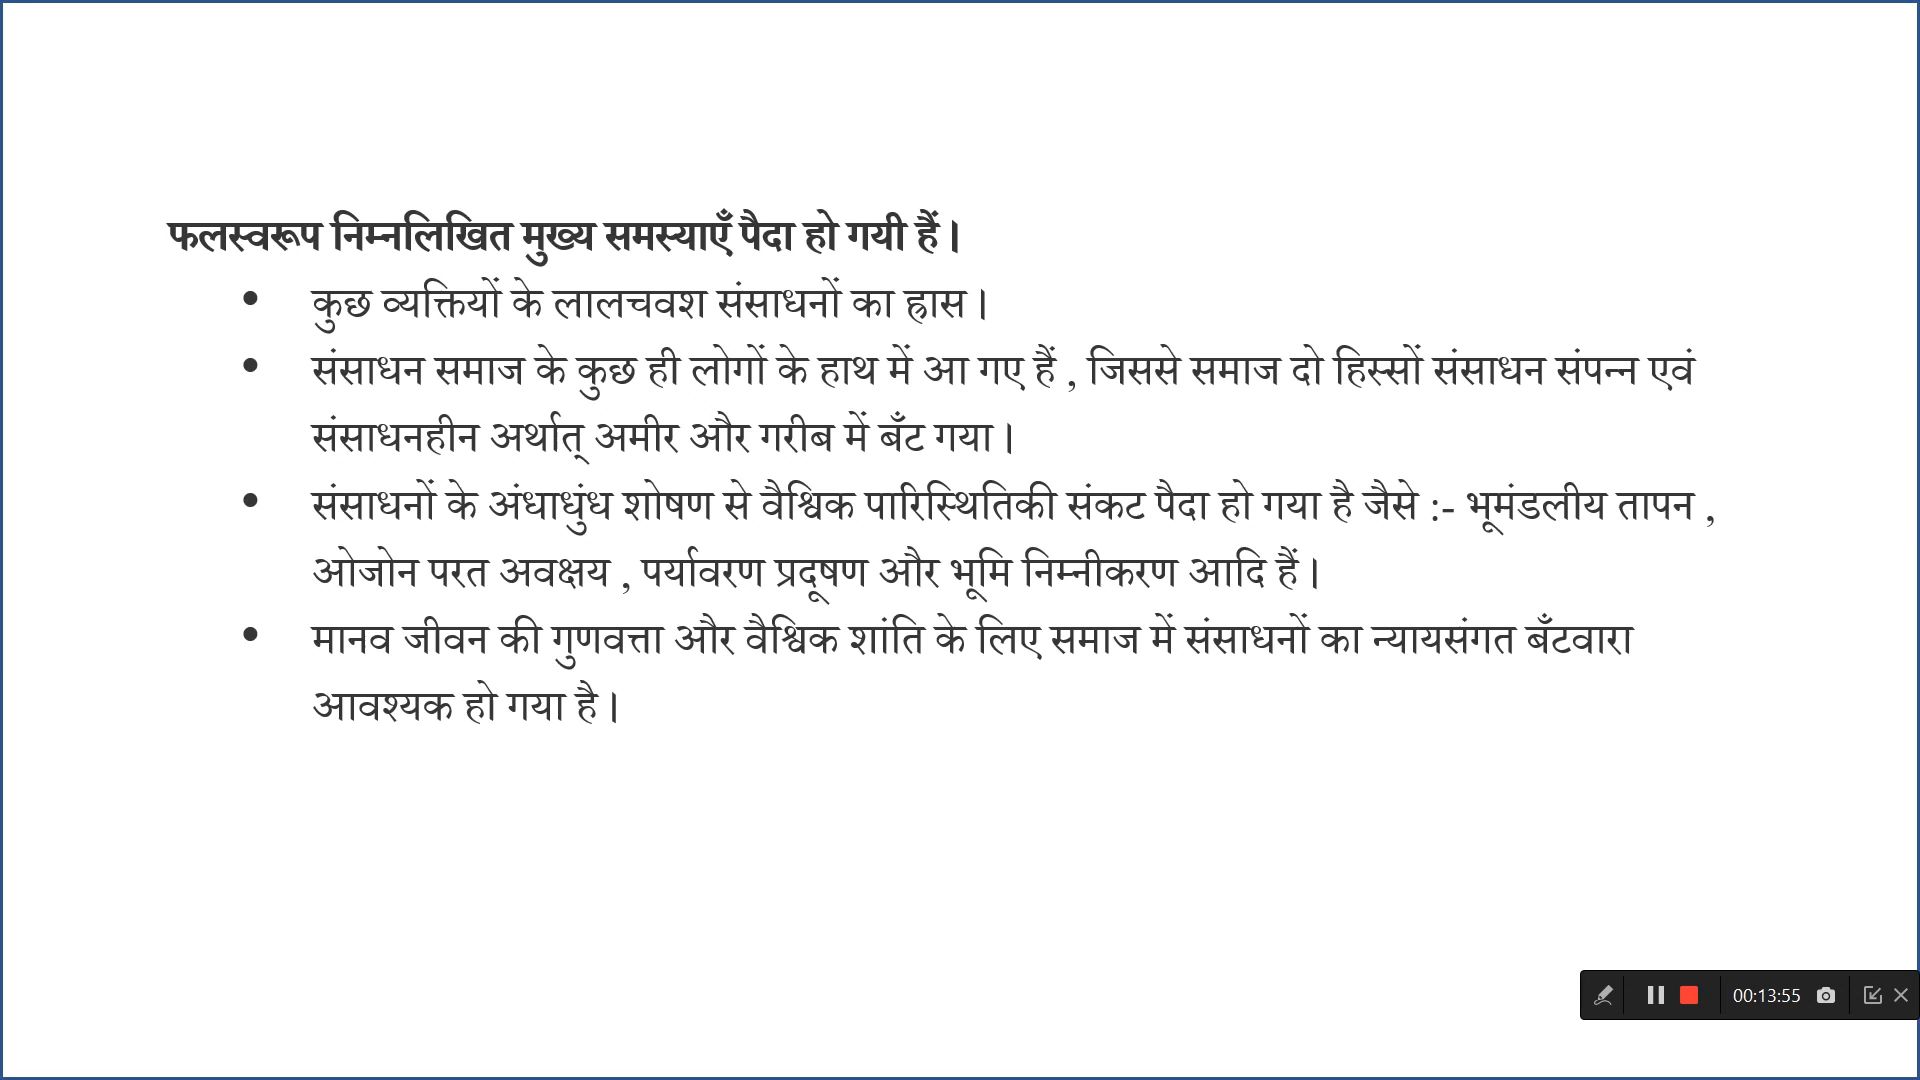 फलस्वरूप निम्नलिखित मुख्य समस्याएँ पैदा हो गयी हैं।
• कुछ व्यक्तियों के लालचवश संसाधनों का ह्रास।
• संसाधन समाज के कुछ ही लोगों के हाथ में आ गए हैं , जिससे समाज दो हिस्सों संसाधन संपन्न एवं
संसाधनहीन अर्थात् अमीर और गरीब में बँट गया।
• संसाधनों के अंधाधुंध शोषण से वैश्विक पारिस्थितिकी संकट पैदा हो गया है जैसे :- भूमंडलीय तापन ,
ओजोन परत अवक्षय , पर्यावरण प्रदूषण और भूमि निम्नीकरण आदि हैं।
• मानव जीवन की गुणवत्ता और वैश्विक शांति के लिए समाज में संसाधनों का न्यायसंगत बँटवारा
आवश्यक हो गया है।
00:13:55